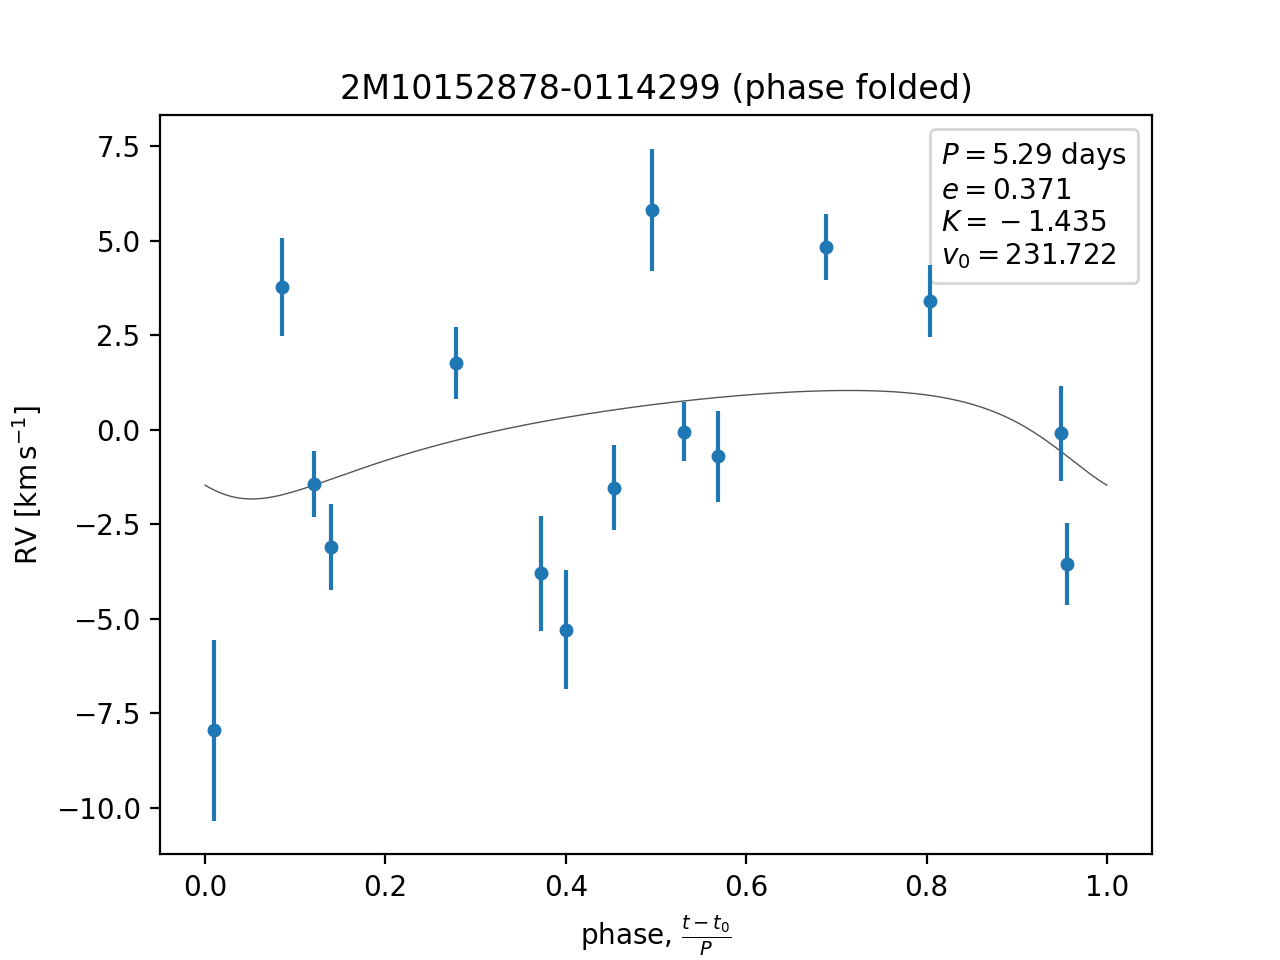 2M10152878-0114299 (phase folded)
P = 5.29 days
e = 0.371
K = −1.435
v₀ = 231.722
RV [km s⁻¹]
7.5
5.0
2.5
0.0
−2.5
−5.0
−7.5
−10.0
0.0 0.2 0.4 0.6 0.8 1.0
phase, (t − t₀)/P